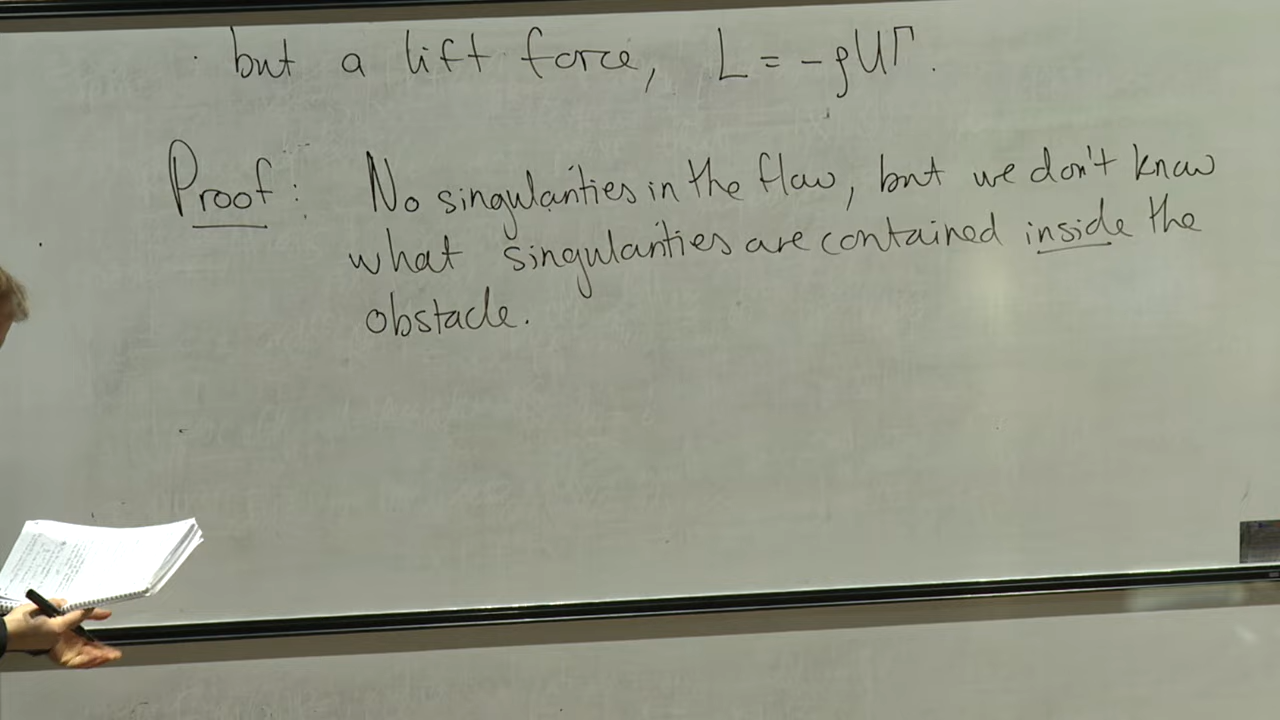 but a lift force, L = -ρUΓ.
Proof: No singularities in the flow, but we don't know
what singularities are contained inside the
obstacle.